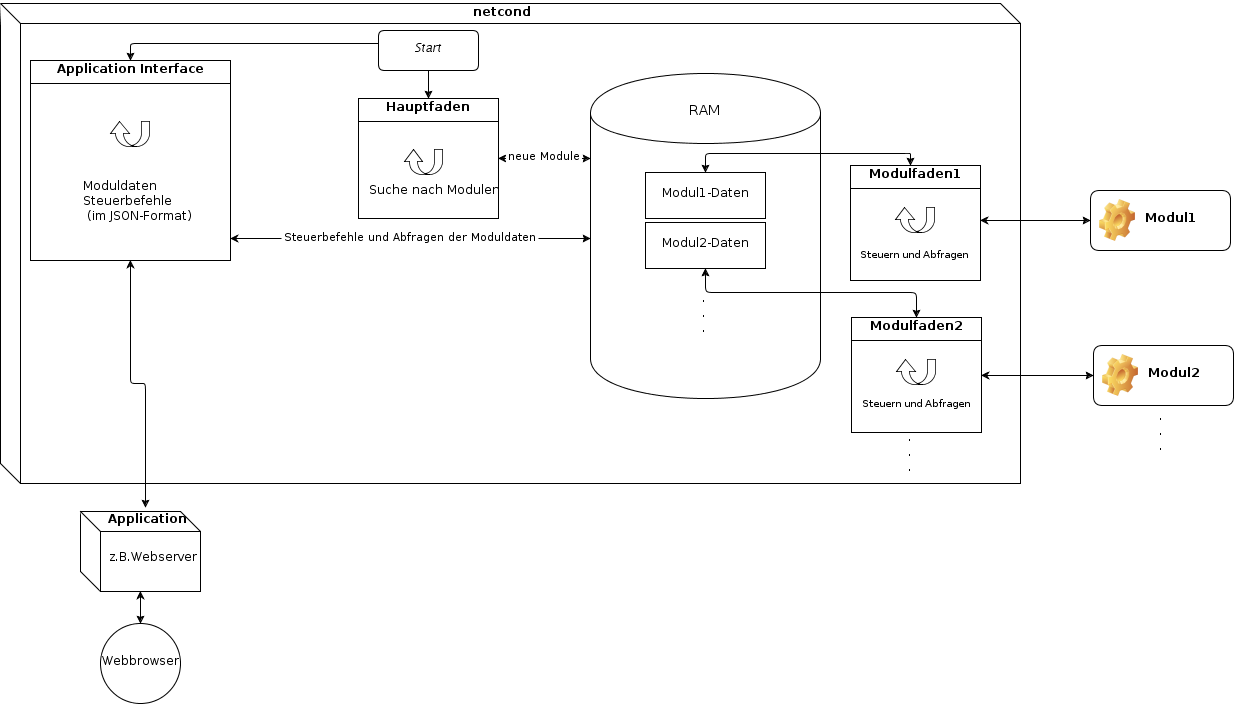 netcond
Start
Application Interface
Moduldaten
Steuerbefehle
(im JSON-Format)
Hauptfaden
Suche nach Modulen
neue Module
Steuerbefehle und Abfragen der Moduldaten
RAM
Modul1-Daten
Modul2-Daten
.
.
.
Modulfaden1
Steuern und Abfragen
Modul1
Modulfaden2
Steuern und Abfragen
.
.
.
Modul2
.
.
.
Application
z.B.Webserver
Webbrowser